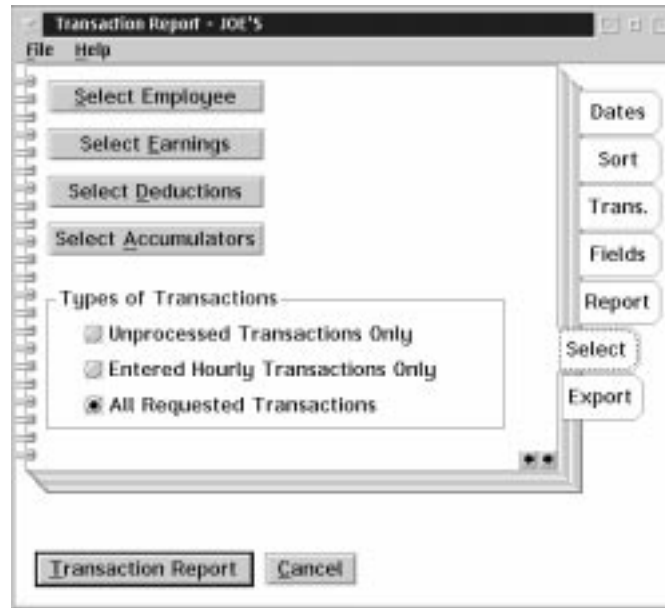 Transaction Report - JOE'S
File Help
Select Employee
Select Earnings
Select Deductions
Select Accumulators
Types of Transactions
Unprocessed Transactions Only
Entered Hourly Transactions Only
All Requested Transactions
Dates
Sort
Trans.
Fields
Report
Select
Export
Transaction Report
Cancel